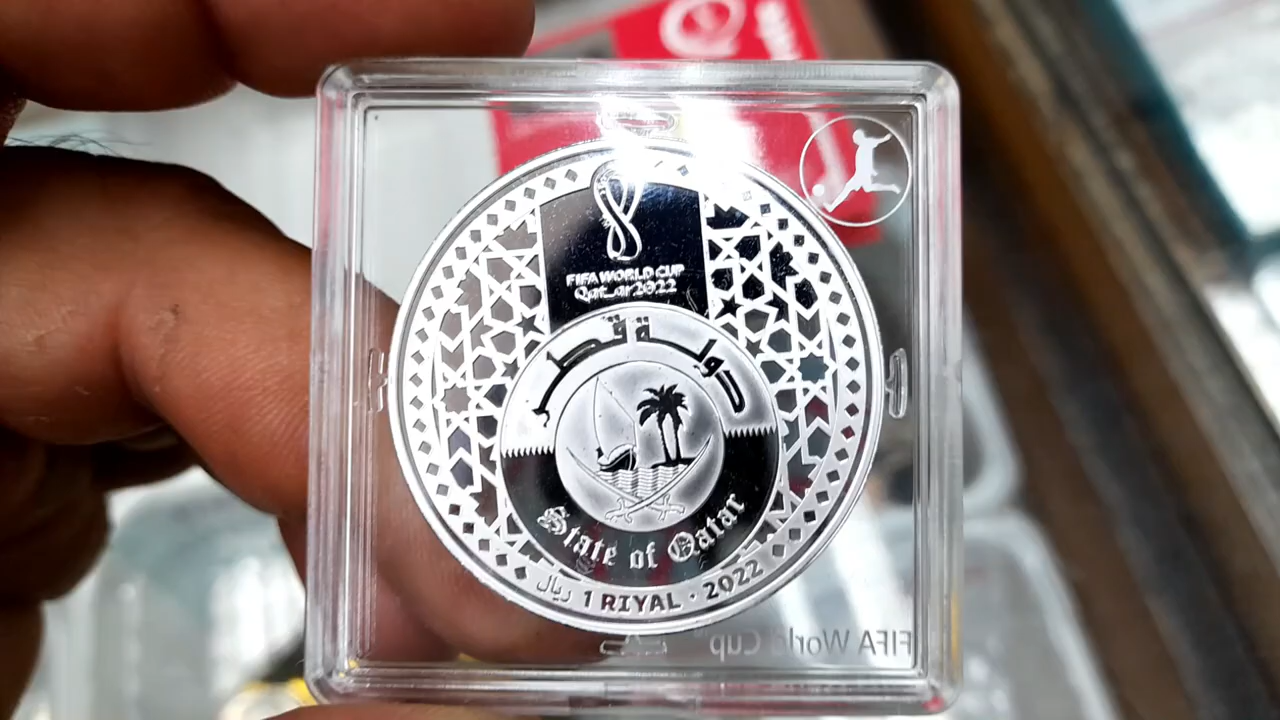 FIFA WORLD CUP
Qatar2022
دولة قطر
State of Qatar
ريال 1 RIYAL · 2022
FIFA World Cup